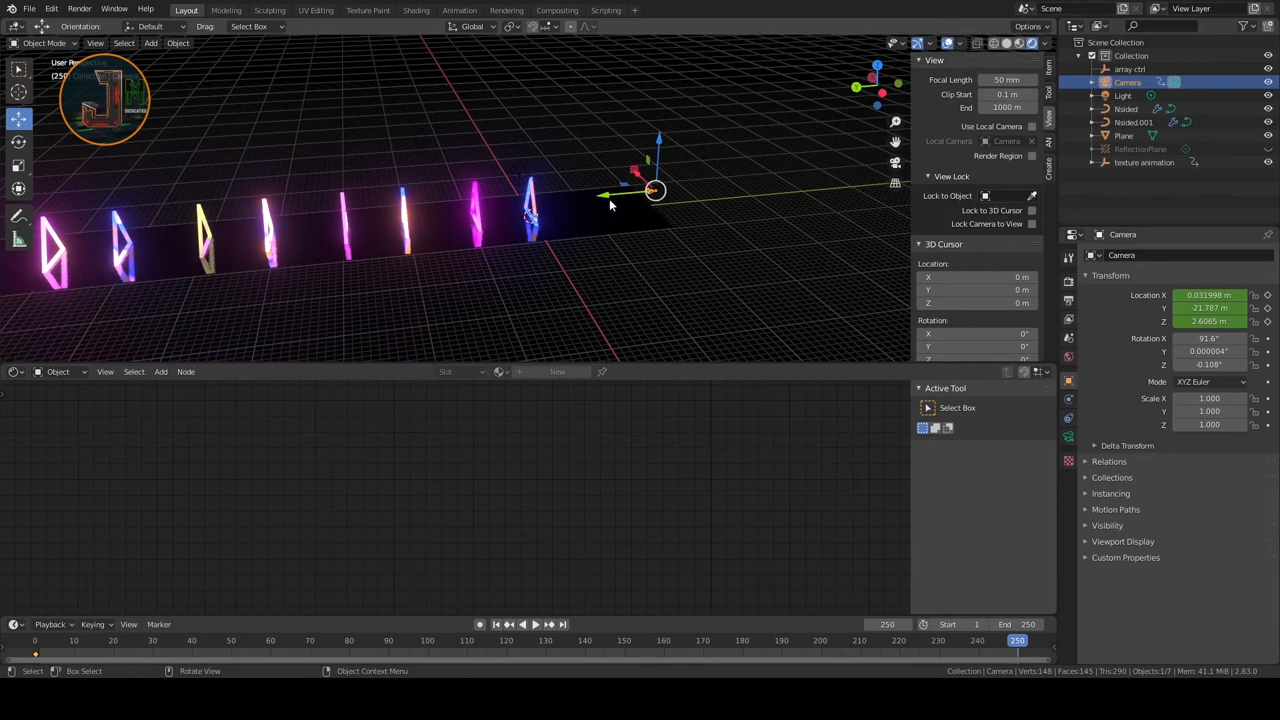 File Edit Render Window Help Layout Modeling Sculpting UV Editing Texture Paint Shading Animation Rendering Compositing Scripting Scene View Layer
Orientation: Default Drag: Select Box Global Options
Object Mode View Select Add Object
User Perspective
(250
J M
DEDICATED
View
Focal Length 50 mm
Clip Start 0.1 m
End 1000 m
Use Local Camera
Local Camera Camera
Render Region
View Lock
Lock to Object
Lock to 3D Cursor
Lock Camera to View
3D Cursor
Location:
X 0 m
Y 0 m
Z 0 m
Rotation:
X 0°
Y 0°
Item
Tool
View
AN
Create
Scene Collection
Collection
array ctrl
Camera
Light
Nsided
Nsided.001
Plane
ReflectionPlane
texture animation
Camera
Camera
Transform
Location X 0.031998 m
Y -21.787 m
Z 2.6065 m
Rotation X 91.6°
Y 0.000004°
Z -0.108°
Mode XYZ Euler
Scale X 1.000
Y 1.000
Z 1.000
Delta Transform
Relations
Collections
Instancing
Motion Paths
Visibility
Viewport Display
Custom Properties
Object View Select Add Node Slot New
Active Tool
Select Box
Playback Keying View Marker 250 Start 1 End 250
0 10 20 30 40 50 60 70 80 90 100 110 120 130 140 150 160 170 180 190 200 210 220 230 240 250
Select Box Select Rotate View Object Context Menu Collection | Camera | Verts:148 | Faces:145 | Tris:290 | Objects:1/7 | Mem: 41.1 MiB | 2.83.0